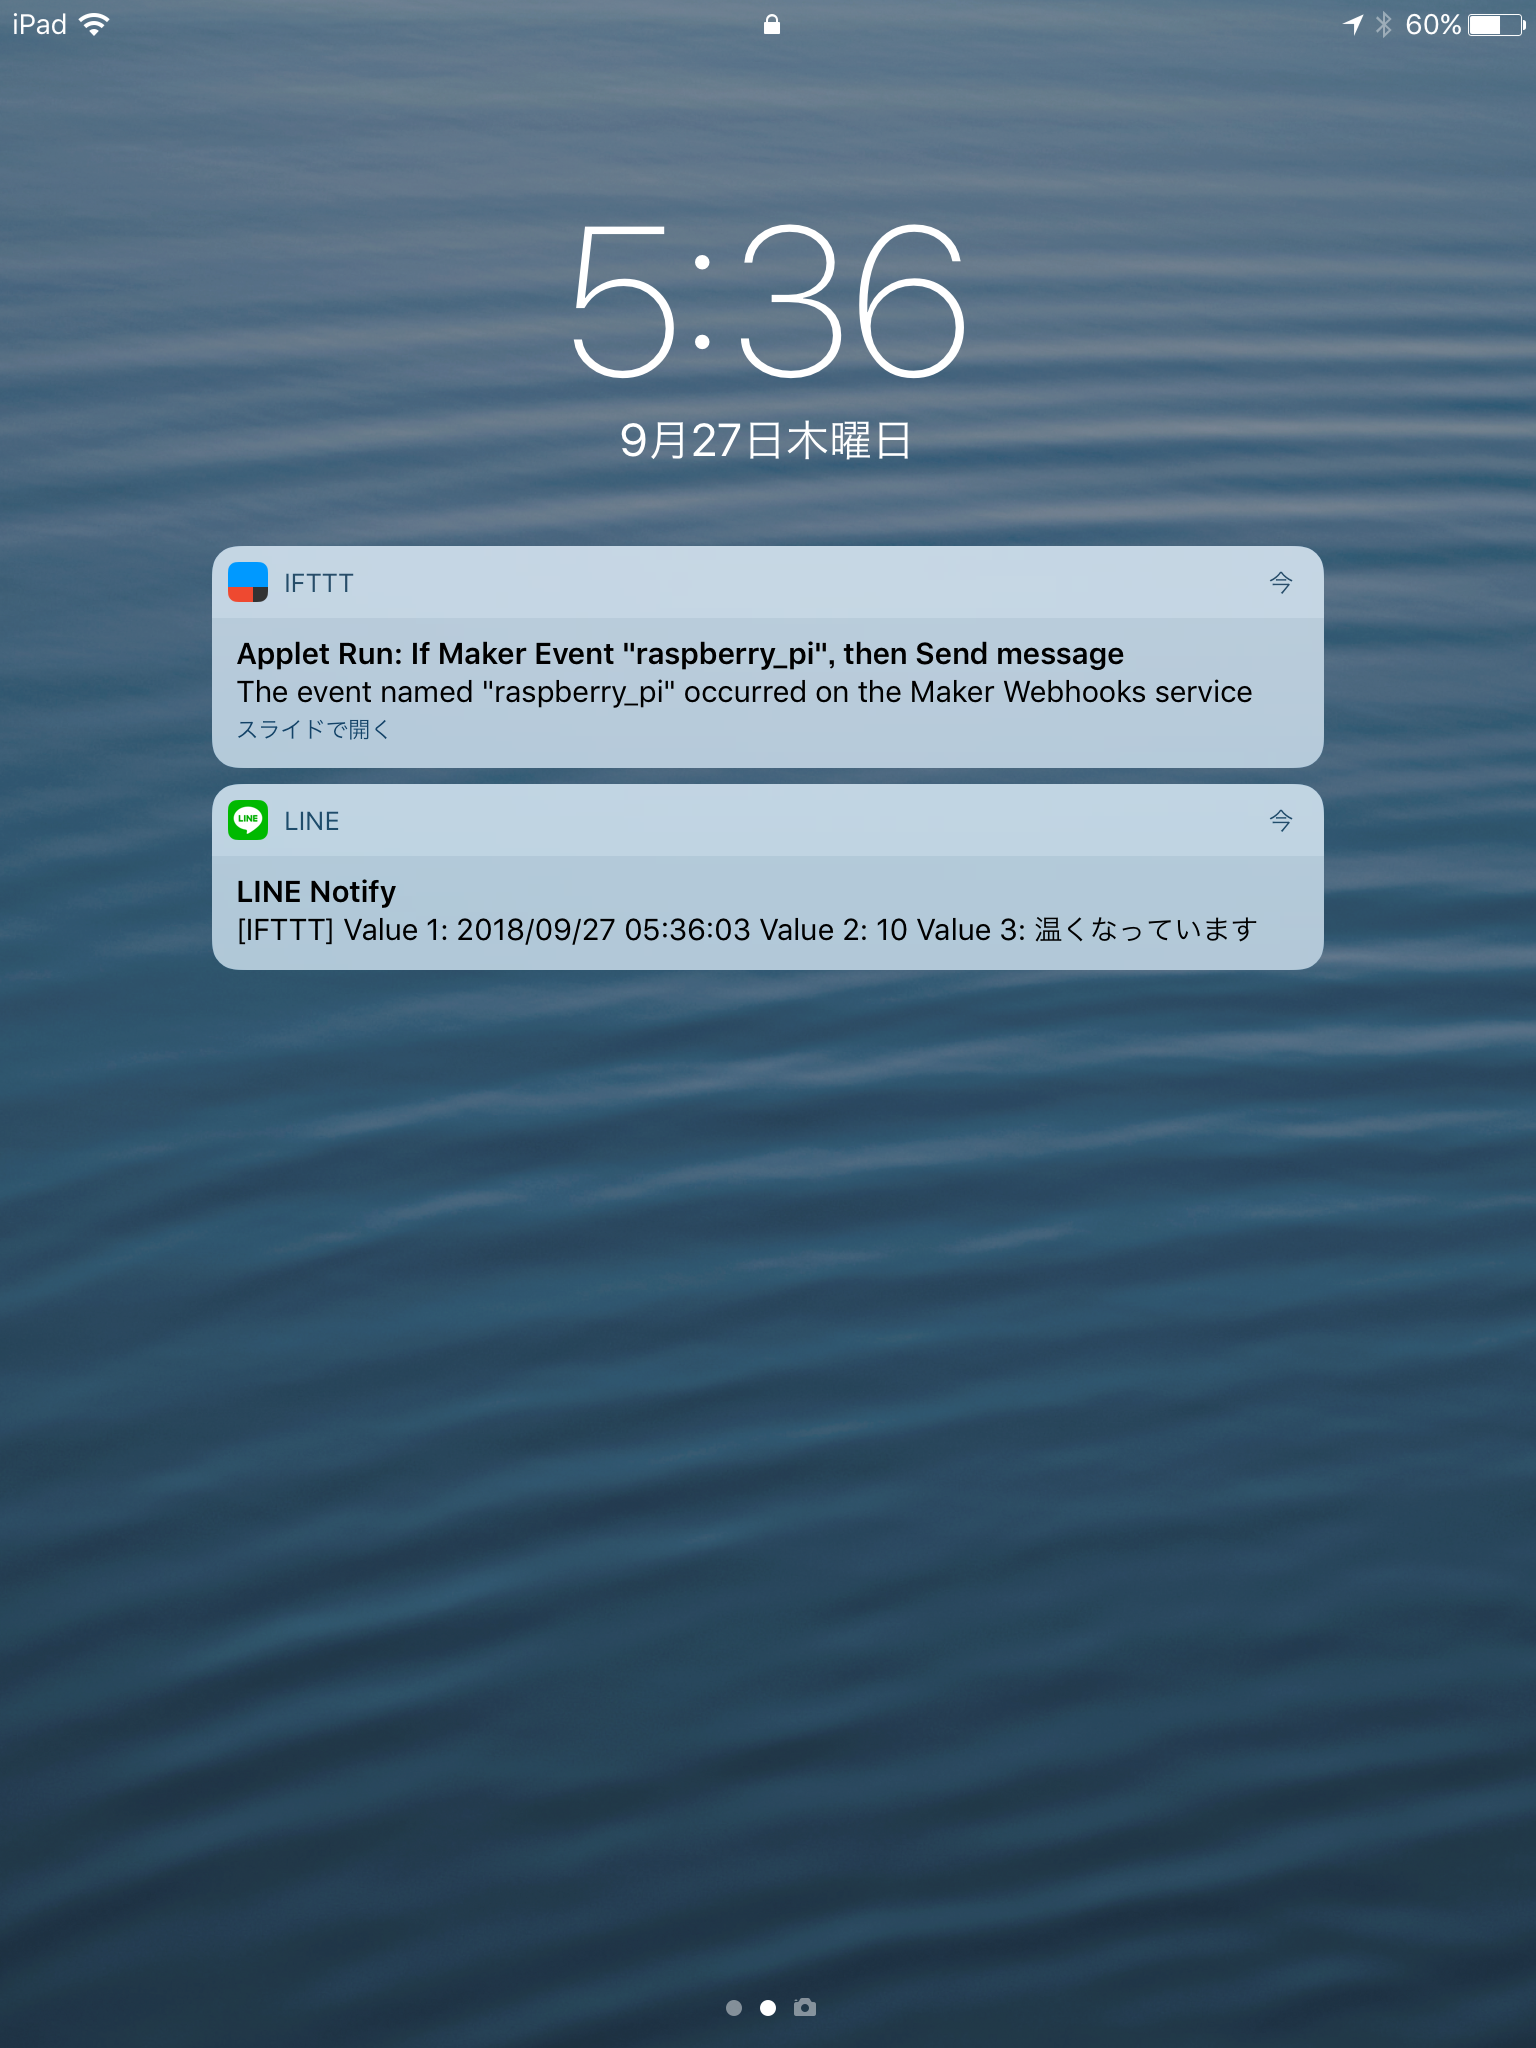 iPad 60%
5:36
9月27日木曜日
IFTTT 今
Applet Run: If Maker Event "raspberry_pi", then Send message
The event named "raspberry_pi" occurred on the Maker Webhooks service
スライドで開く
LINE LINE 今
LINE Notify
[IFTTT] Value 1: 2018/09/27 05:36:03 Value 2: 10 Value 3: 温くなっています